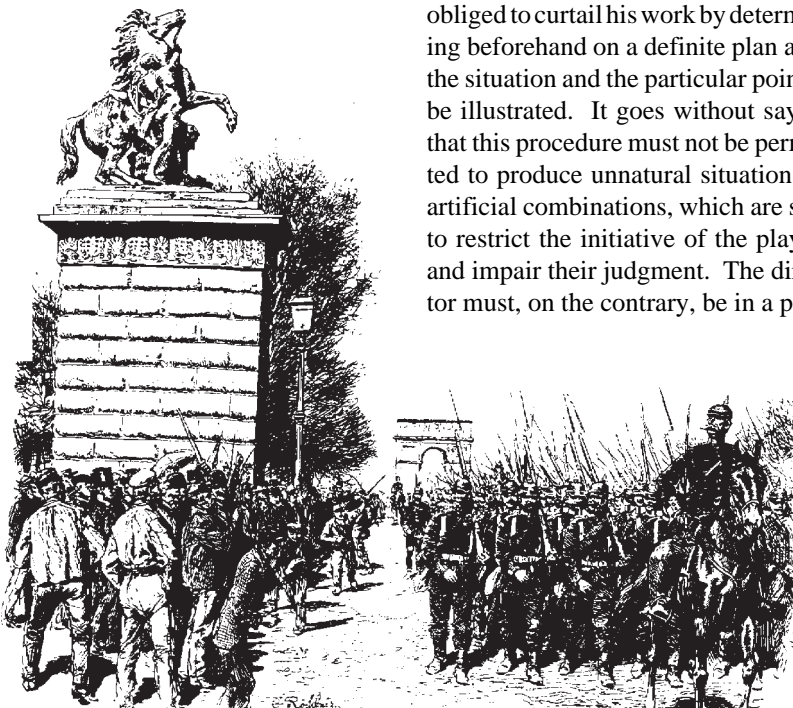 obliged to curtail his work by determ
ing beforehand on a definite plan a
the situation and the particular poin
be illustrated. It goes without say
that this procedure must not be perm
ted to produce unnatural situation
artificial combinations, which are s
to restrict the initiative of the play
and impair their judgment. The dir
tor must, on the contrary, be in a p